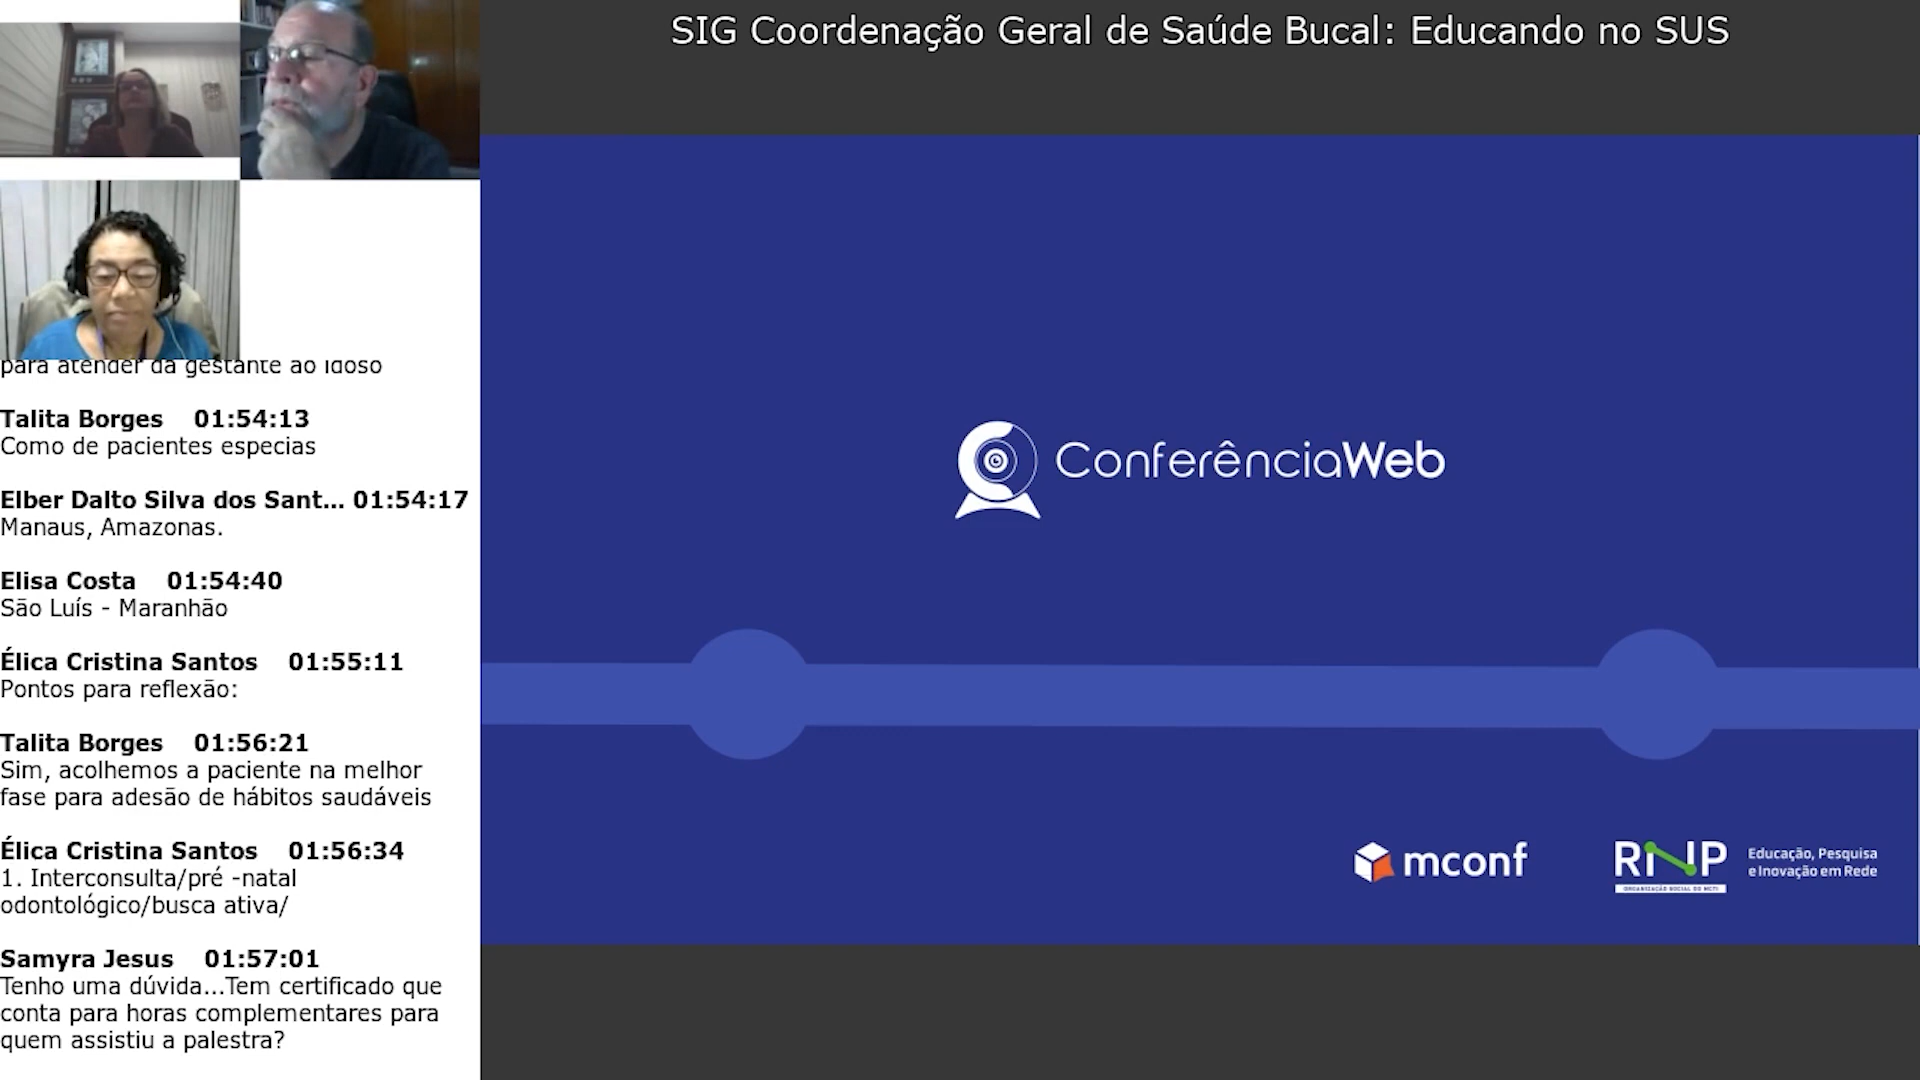 SIG Coordenação Geral de Saúde Bucal: Educando no SUS
para atender da gestante ao idoso
Talita Borges 01:54:13
Como de pacientes especias
Elber Dalto Silva dos Sant... 01:54:17
Manaus, Amazonas.
Elisa Costa 01:54:40
São Luís - Maranhão
Élica Cristina Santos 01:55:11
Pontos para reflexão:
Talita Borges 01:56:21
Sim, acolhemos a paciente na melhor
fase para adesão de hábitos saudáveis
Élica Cristina Santos 01:56:34
1. Interconsulta/pré -natal
odontológico/busca ativa/
Samyra Jesus 01:57:01
Tenho uma dúvida...Tem certificado que
conta para horas complementares para
quem assistiu a palestra?
ConferênciaWeb
mconf
RNP
ORGANIZAÇÃO SOCIAL DO MCTI
Educação, Pesquisa
e Inovação em Rede